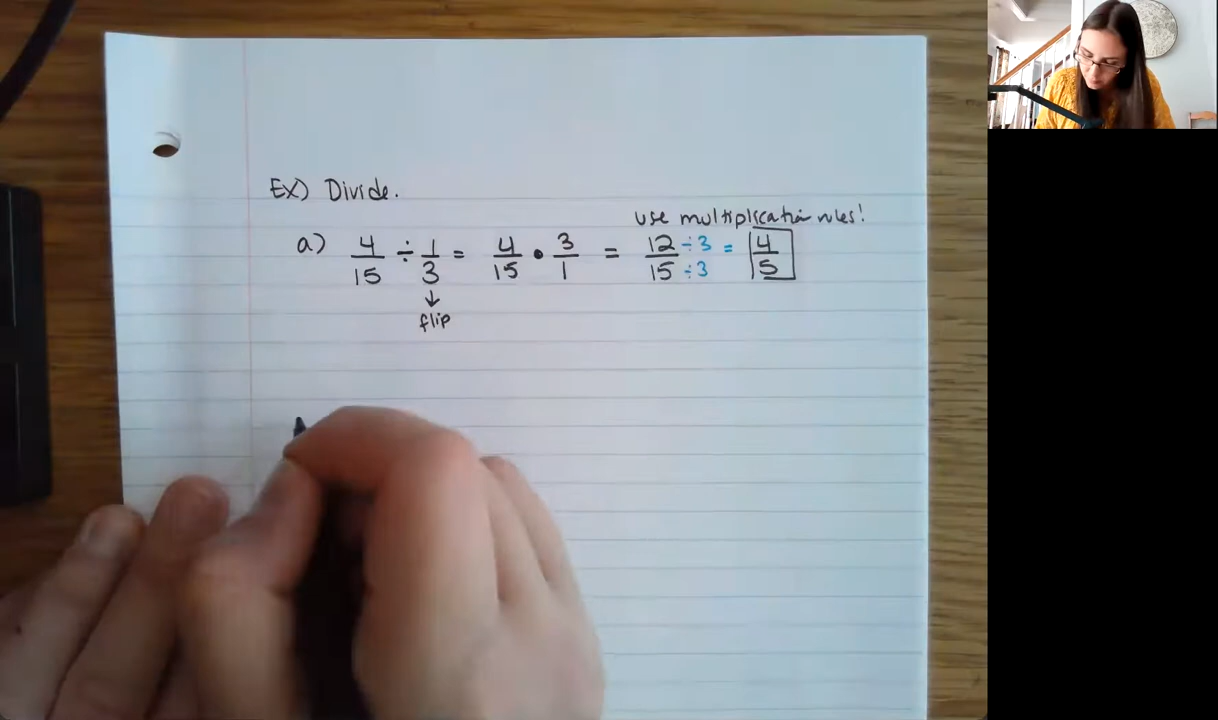 Ex) Divide.
use multiplication rules!
a) 4/15 ÷ 1/3 = 4/15 • 3/1 = 12/15 ÷3/÷3 = 4/5
↓
flip